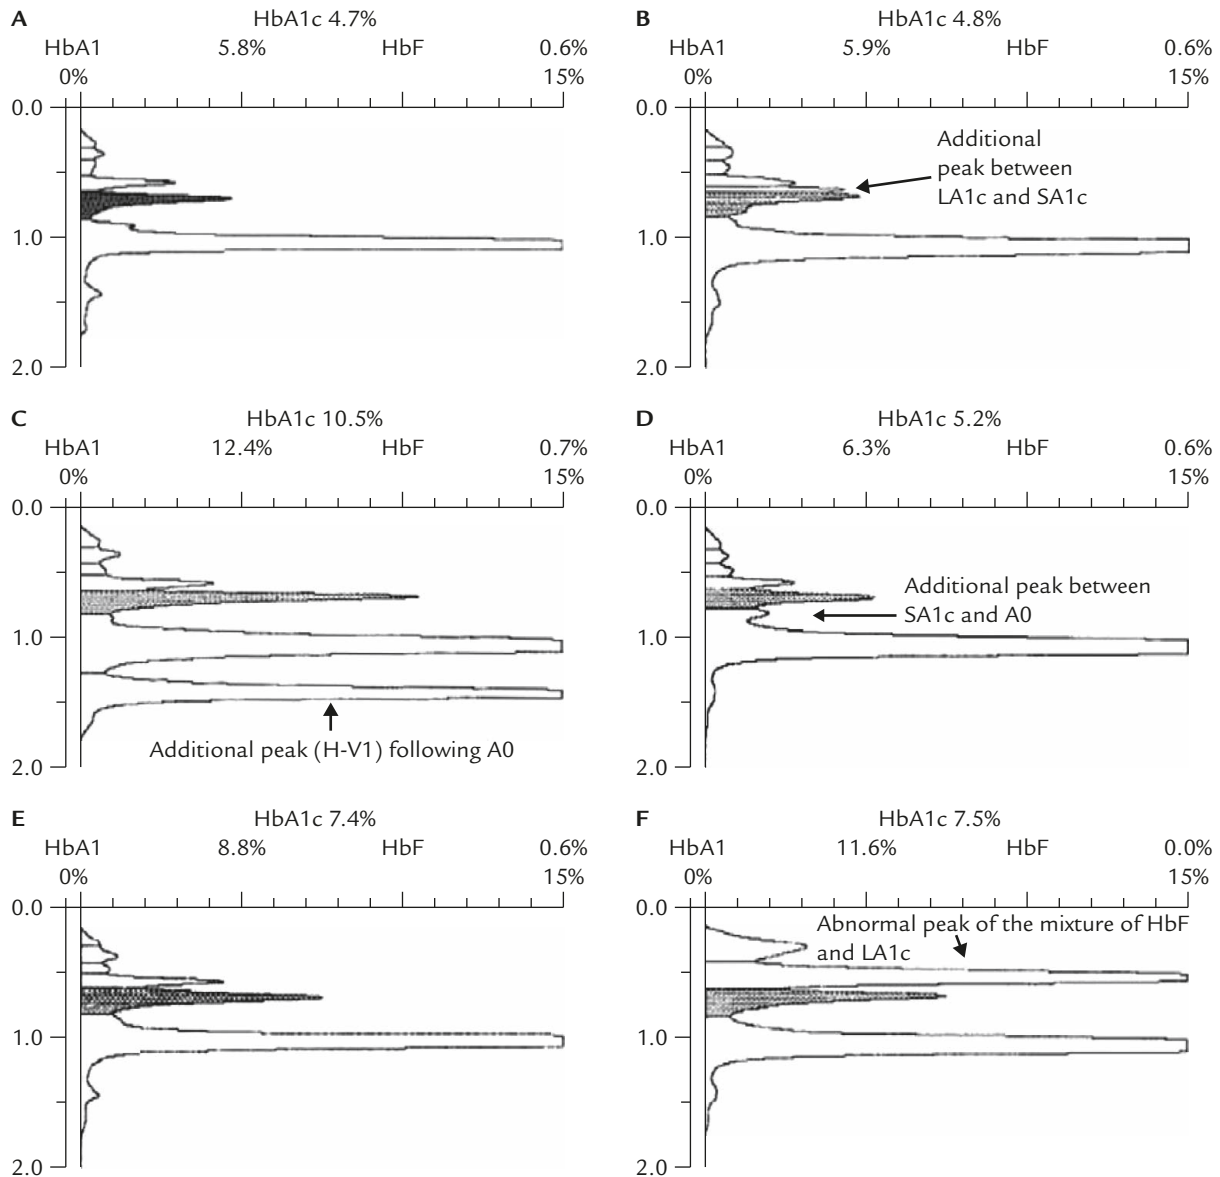 A
HbA1c 4.7%
HbA1 5.8% HbF 0.6%
0% 15%
0.0
1.0
2.0
B
HbA1c 4.8%
HbA1 5.9% HbF 0.6%
0% 15%
0.0
Additional
peak between
LA1c and SA1c
1.0
2.0
C
HbA1c 10.5%
HbA1 12.4% HbF 0.7%
0% 15%
0.0
1.0
Additional peak (H-V1) following A0
2.0
D
HbA1c 5.2%
HbA1 6.3% HbF 0.6%
0% 15%
0.0
Additional peak between
SA1c and A0
1.0
2.0
E
HbA1c 7.4%
HbA1 8.8% HbF 0.6%
0% 15%
0.0
1.0
2.0
F
HbA1c 7.5%
HbA1 11.6% HbF 0.0%
0% 15%
0.0
Abnormal peak of the mixture of HbF
and LA1c
1.0
2.0